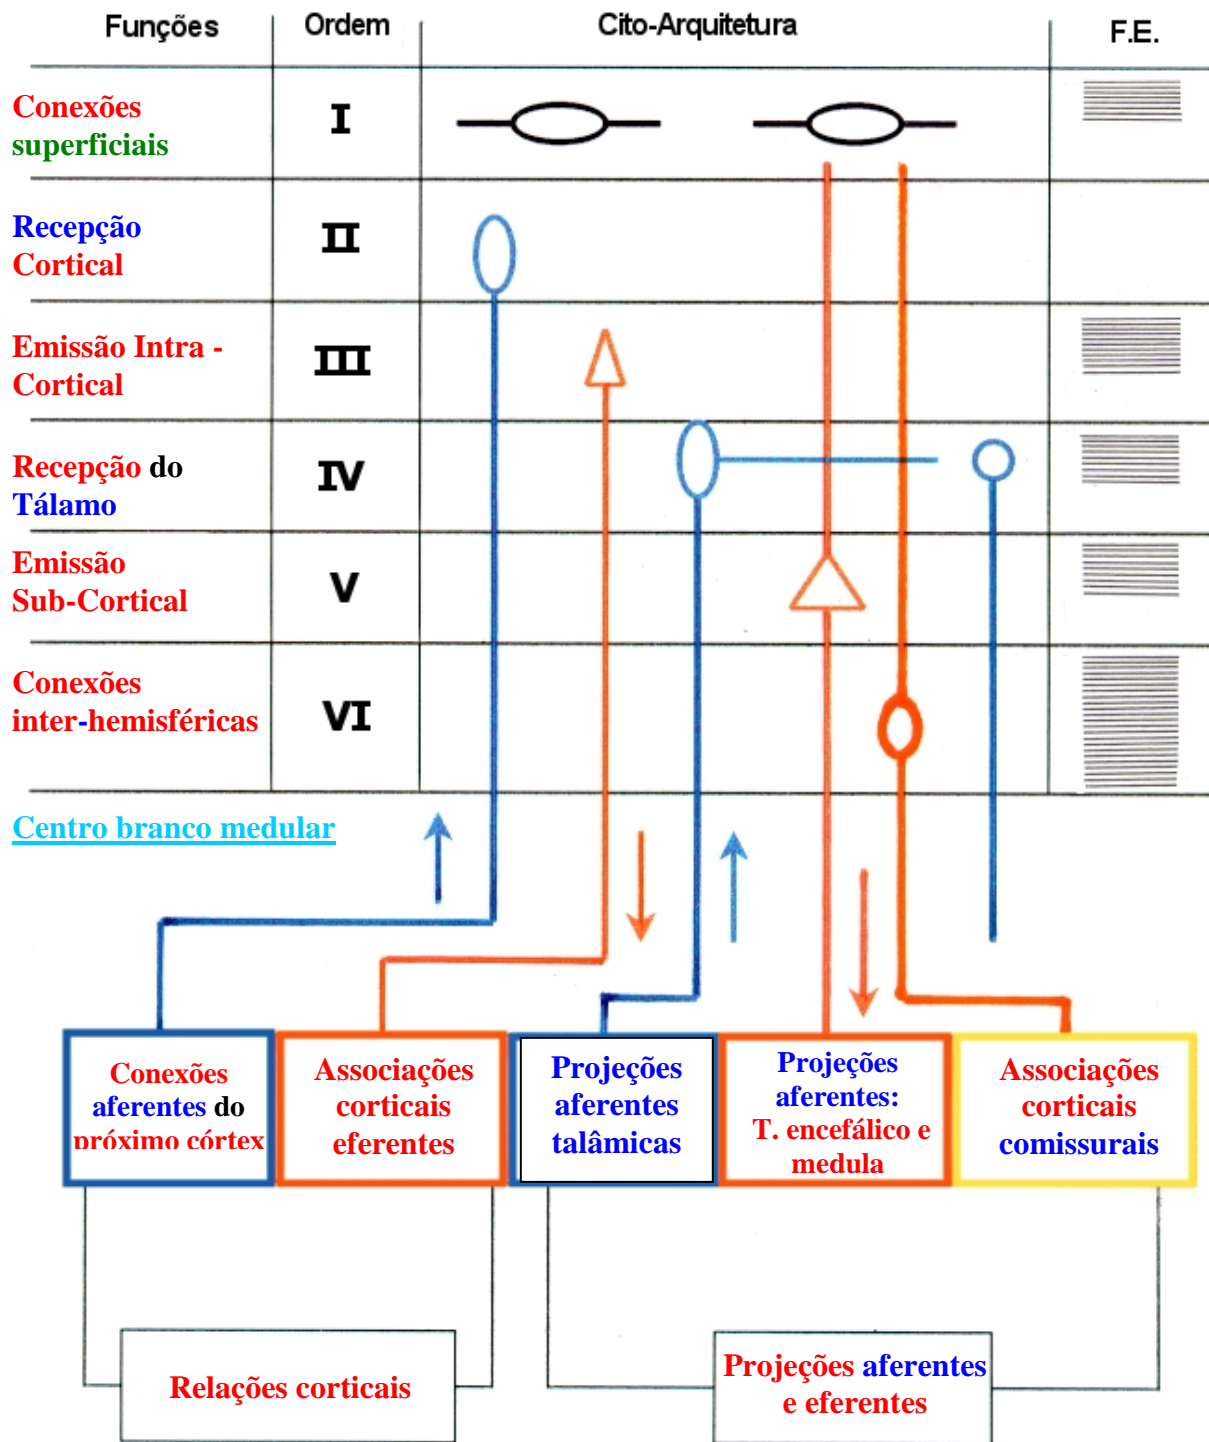 Funções Ordem Cito-Arquitetura F.E.
Conexões
superficiais
I
Recepção
Cortical
II
Emissão Intra -
Cortical
III
Recepção do
Tálamo
IV
Emissão
Sub-Cortical
V
Conexões
inter-hemisféricas
VI
Centro branco medular
Conexões
aferentes do
próximo córtex
Associações
corticais
eferentes
Projeções
aferentes
talâmicas
Projeções
aferentes:
T. encefálico e
medula
Associações
corticais
comissurais
Relações corticais
Projeções aferentes
e eferentes